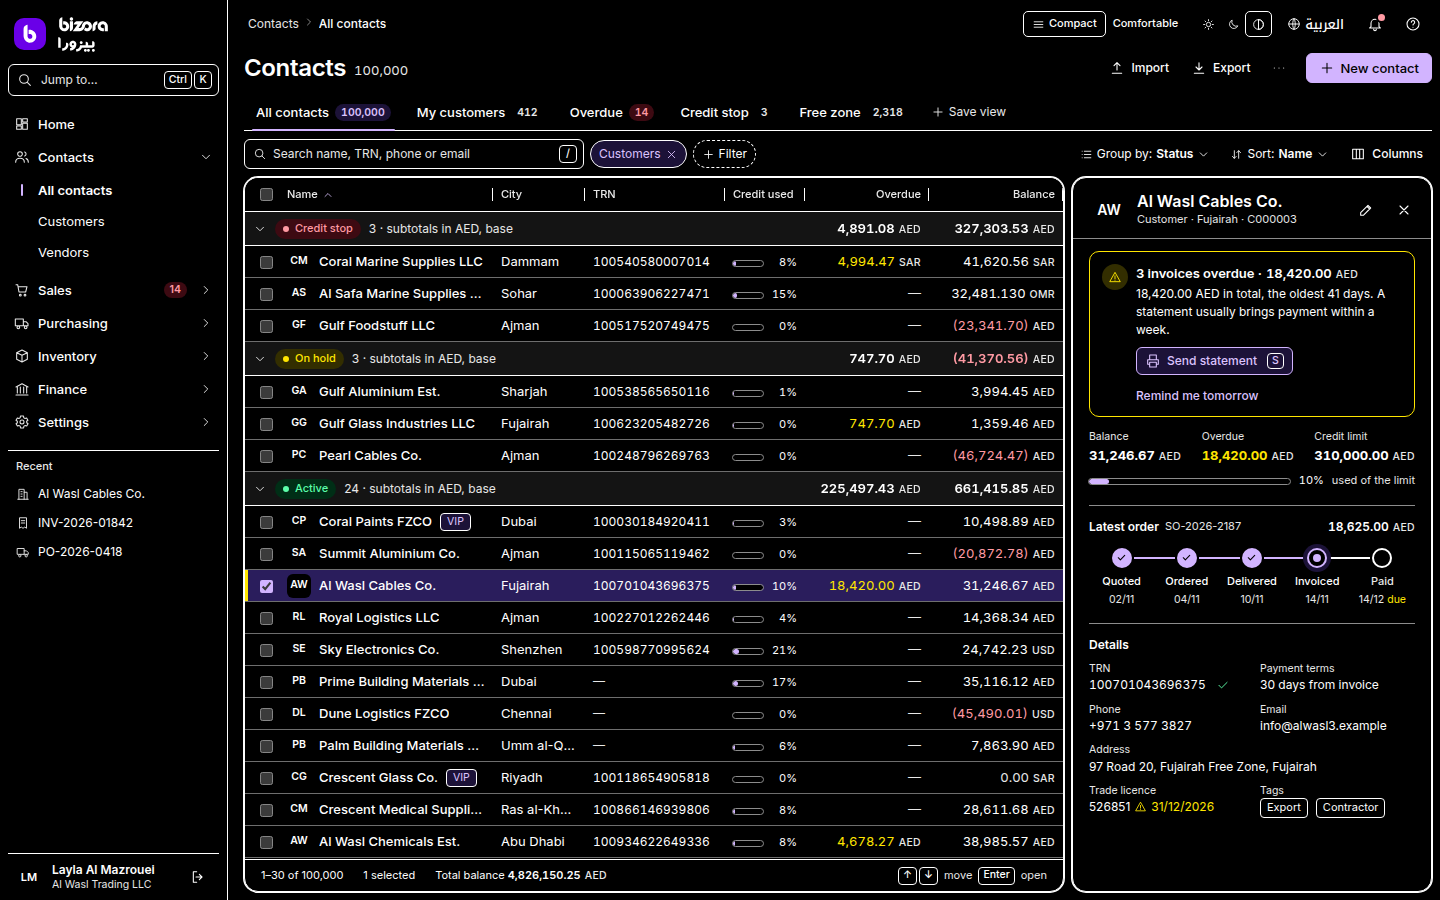 bizora
بيزورا
Jump to... Ctrl K
Home
Contacts
All contacts
Customers
Vendors
Sales 14
Purchasing
Inventory
Finance
Settings
Recent
Al Wasl Cables Co.
INV-2026-01842
PO-2026-0418
LM Layla Al Mazrouei
Al Wasl Trading LLC
Contacts All contacts
Compact Comfortable العربية
Contacts 100,000
Import Export ... New contact
All contacts 100,000 My customers 412 Overdue 14 Credit stop 3 Free zone 2,318 + Save view
Search name, TRN, phone or email / Customers + Filter
Group by: Status Sort: Name Columns
Name City TRN Credit used Overdue Balance
Credit stop 3 · subtotals in AED, base 4,891.08 AED 327,303.53 AED
CM Coral Marine Supplies LLC Dammam 100540580007014 8% 4,994.47 SAR 41,620.56 SAR
AS Al Safa Marine Supplies ... Sohar 100063906227471 15% — 32,481.130 OMR
GF Gulf Foodstuff LLC Ajman 100517520749475 0% — (23,341.70) AED
On hold 3 · subtotals in AED, base 747.70 AED (41,370.56) AED
GA Gulf Aluminium Est. Sharjah 100538565650116 1% — 3,994.45 AED
GG Gulf Glass Industries LLC Fujairah 100623205482726 0% 747.70 AED 1,359.46 AED
PC Pearl Cables Co. Ajman 100248796269763 0% — (46,724.47) AED
Active 24 · subtotals in AED, base 225,497.43 AED 661,415.85 AED
CP Coral Paints FZCO VIP Dubai 100030184920411 3% — 10,498.89 AED
SA Summit Aluminium Co. Ajman 100115065119462 0% — (20,872.78) AED
AW Al Wasl Cables Co. Fujairah 100701043696375 10% 18,420.00 AED 31,246.67 AED
RL Royal Logistics LLC Ajman 100227012262446 4% — 14,368.34 AED
SE Sky Electronics Co. Shenzhen 100598770995624 21% — 24,742.23 USD
PB Prime Building Materials ... Dubai — 17% — 35,116.12 AED
DL Dune Logistics FZCO Chennai — 0% — (45,490.01) USD
PB Palm Building Materials ... Umm al-Q... — 6% — 7,863.90 AED
CG Crescent Glass Co. VIP Riyadh 100118654905818 0% — 0.00 SAR
CM Crescent Medical Suppli... Ras al-Kh... 100866146939806 8% — 28,611.68 AED
AW Al Wasl Chemicals Est. Abu Dhabi 100934622649336 8% 4,678.27 AED 38,985.57 AED
1–30 of 100,000 1 selected Total balance 4,826,150.25 AED ↑ ↓ move Enter open
AW Al Wasl Cables Co.
Customer · Fujairah · C000003
3 invoices overdue · 18,420.00 AED
18,420.00 AED in total, the oldest 41 days. A
statement usually brings payment within a
week.
Send statement S
Remind me tomorrow
Balance Overdue Credit limit
31,246.67 AED 18,420.00 AED 310,000.00 AED
10% used of the limit
Latest order SO-2026-2187 18,625.00 AED
Quoted Ordered Delivered Invoiced Paid
02/11 04/11 10/11 14/11 14/12 due
Details
TRN Payment terms
100701043696375 30 days from invoice
Phone Email
+971 3 577 3827 info@alwasl3.example
Address
97 Road 20, Fujairah Free Zone, Fujairah
Trade licence Tags
526851 31/12/2026 Export Contractor